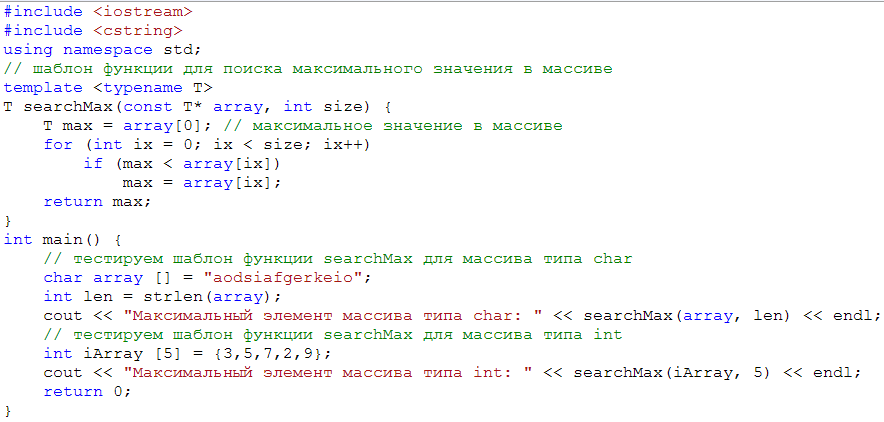 #include <iostream>
#include <cstring>
using namespace std;
// шаблон функции для поиска максимального значения в массиве
template <typename T>
T searchMax(const T* array, int size) {
    T max = array[0]; // максимальное значение в массиве
    for (int ix = 0; ix < size; ix++)
        if (max < array[ix])
            max = array[ix];
    return max;
}
int main() {
    // тестируем шаблон функции searchMax для массива типа char
    char array [] = "aodsiafgerkeio";
    int len = strlen(array);
    cout << "Максимальный элемент массива типа char: " << searchMax(array, len) << endl;
    // тестируем шаблон функции searchMax для массива типа int
    int iArray [5] = {3,5,7,2,9};
    cout << "Максимальный элемент массива типа int: " << searchMax(iArray, 5) << endl;
    return 0;
}